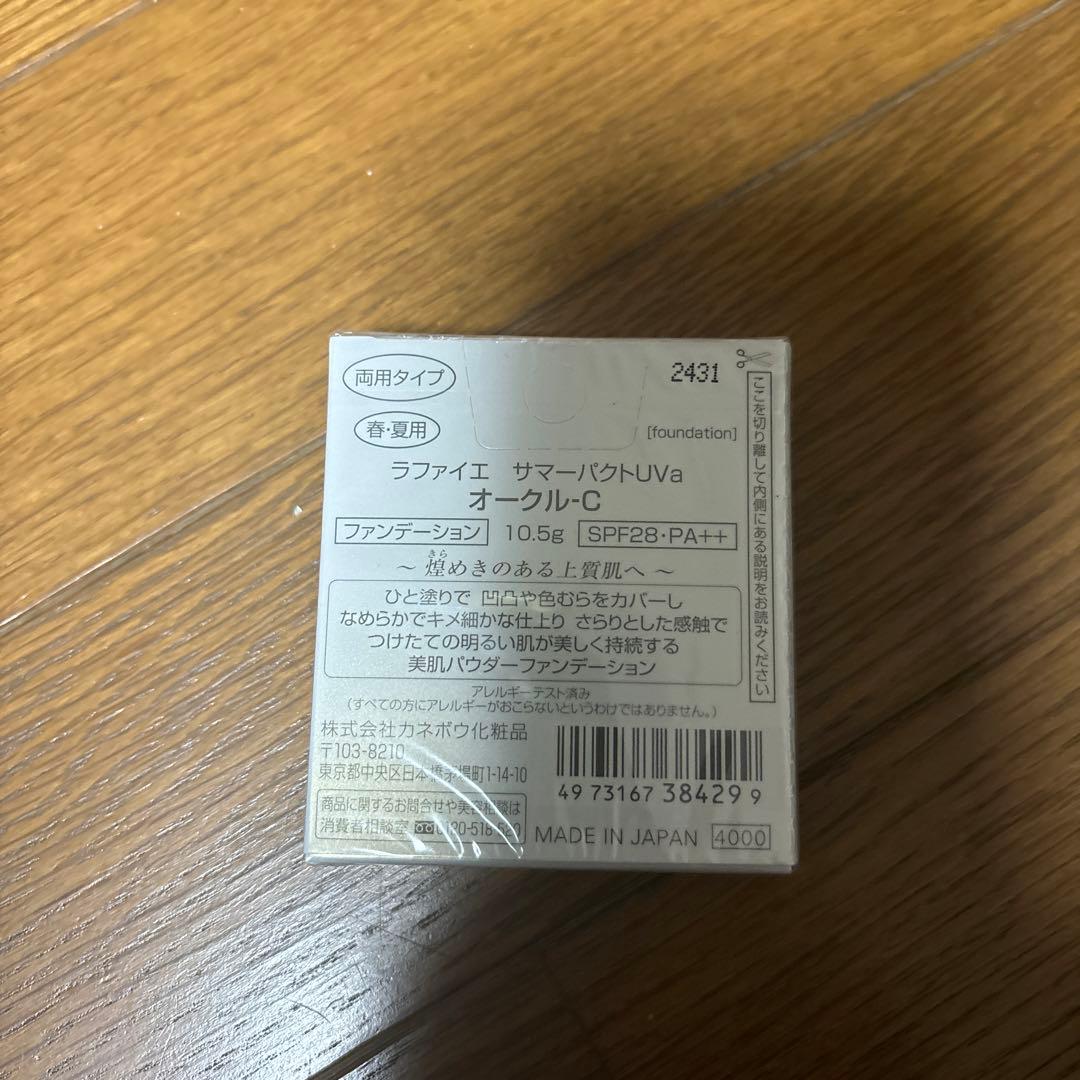 両用タイプ
2431
春・夏用
[foundation]
ラファイエ サマーパクトUVa
オークル-C
ファンデーション 10.5g SPF28・PA++
きら
～ 煌めきのある上質肌へ ～
ひと塗りで 凹凸や色むらをカバーし
なめらかでキメ細かな仕上り さらりとした感触で
つけたての明るい肌が美しく持続する
美肌パウダーファンデーション
アレルギーテスト済み
(すべての方にアレルギーがおこらないというわけではありません。)
株式会社カネボウ化粧品
〒103-8210
東京都中央区日本橋茅場町1-14-10
商品に関するお問合せや美容相談は
消費者相談室 0120-518-520
4973167384299
MADE IN JAPAN 4000
ここを切り離して内側にある説明をお読みください